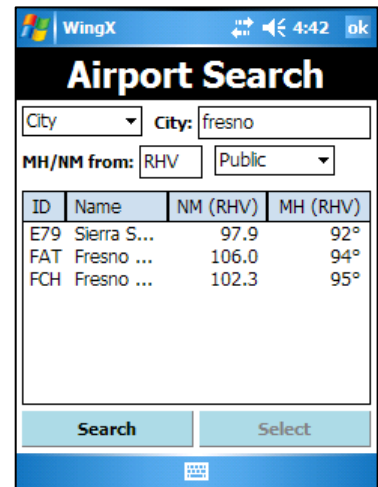 WingX 4:42 ok
Airport Search
City City: fresno
MH/NM from: RHV Public
ID Name NM (RHV) MH (RHV)
E79 Sierra S... 97.9 92°
FAT Fresno ... 106.0 94°
FCH Fresno ... 102.3 95°
Search Select